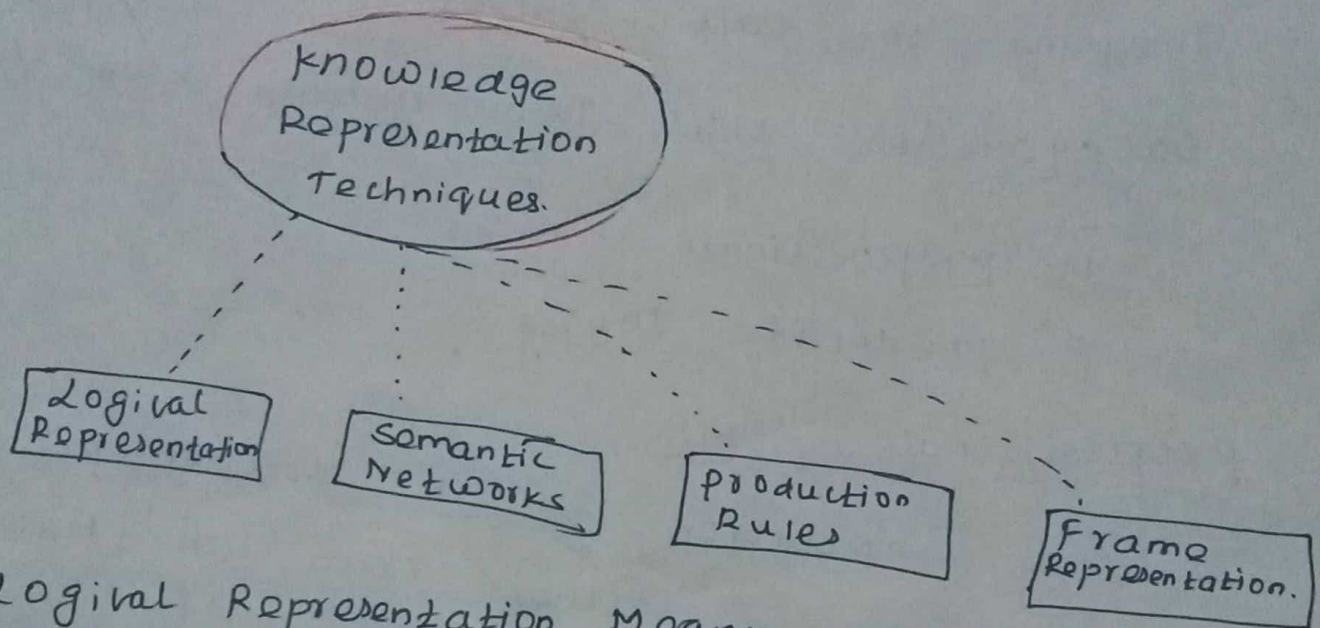 Knowledge
Representation
Techniques.
Logival
Representation
Semantic
Networks
Production
Rules
Frame
Representation.
Logival Representation